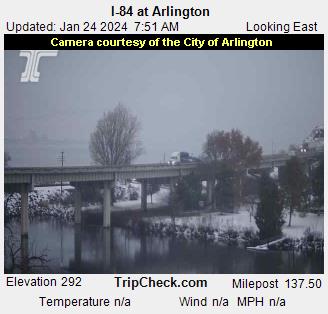 I-84 at Arlington
Updated: Jan 24 2024 7:51 AM Looking East
Camera courtesy of the City of Arlington
Elevation 292 TripCheck.com Milepost 137.50
Temperature n/a Wind n/a MPH n/a